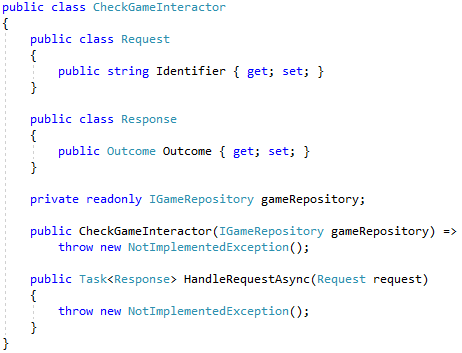 public class CheckGameInteractor
{
    public class Request
    {
        public string Identifier { get; set; }
    }

    public class Response
    {
        public Outcome Outcome { get; set; }
    }

    private readonly IGameRepository gameRepository;

    public CheckGameInteractor(IGameRepository gameRepository) =>
        throw new NotImplementedException();

    public Task<Response> HandleRequestAsync(Request request)
    {
        throw new NotImplementedException();
    }
}